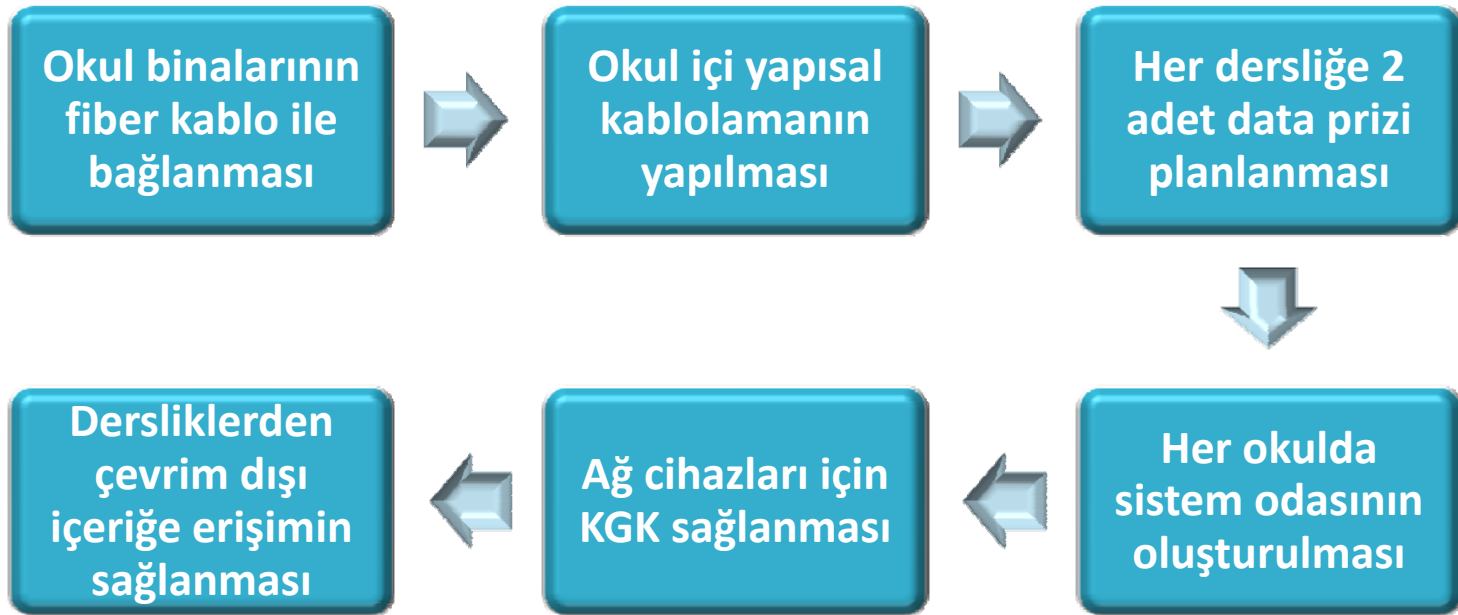 Okul binalarının
fiber kablo ile
bağlanması
Okul içi yapısal
kablolamanın
yapılması
Her dersliğe 2
adet data prizi
planlanması
Her okulda
sistem odasının
oluşturulması
Ağ cihazları için
KGK sağlanması
Dersliklerden
çevrim dışı
içeriğe erişimin
sağlanması